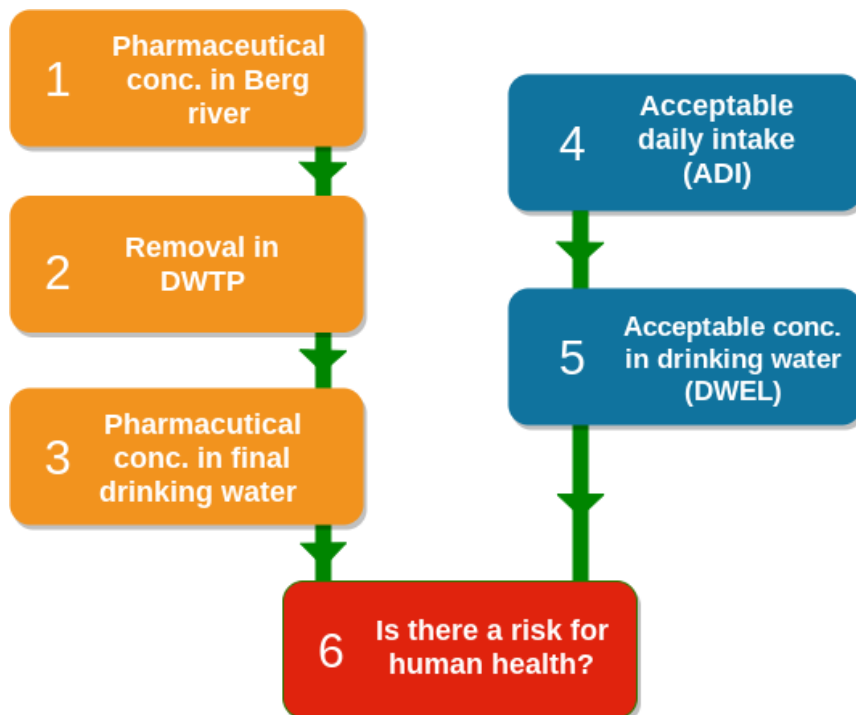 1
Pharmaceutical
conc. in Berg
river
2
Removal in
DWTP
3
Pharmacutical
conc. in final
drinking water
4
Acceptable
daily intake
(ADI)
5
Acceptable conc.
in drinking water
(DWEL)
6
Is there a risk for
human health?